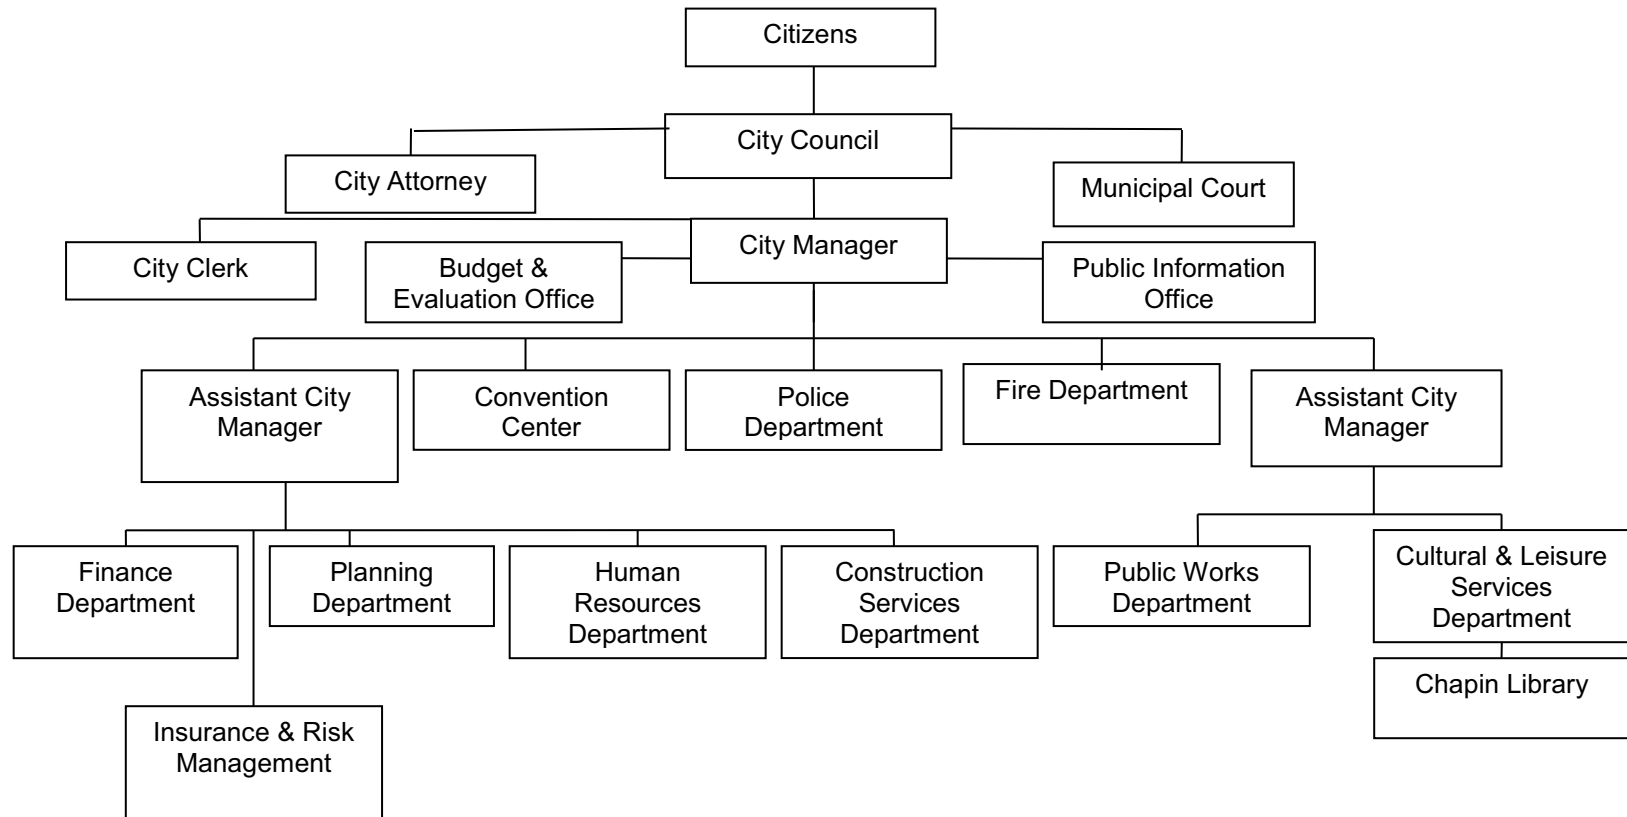 Citizens
City Council
City Attorney
Municipal Court
City Manager
City Clerk
Budget &
Evaluation Office
Public Information
Office
Assistant City
Manager
Convention
Center
Police
Department
Fire Department
Assistant City
Manager
Finance
Department
Planning
Department
Human
Resources
Department
Construction
Services
Department
Public Works
Department
Cultural & Leisure
Services
Department
Chapin Library
Insurance & Risk
Management